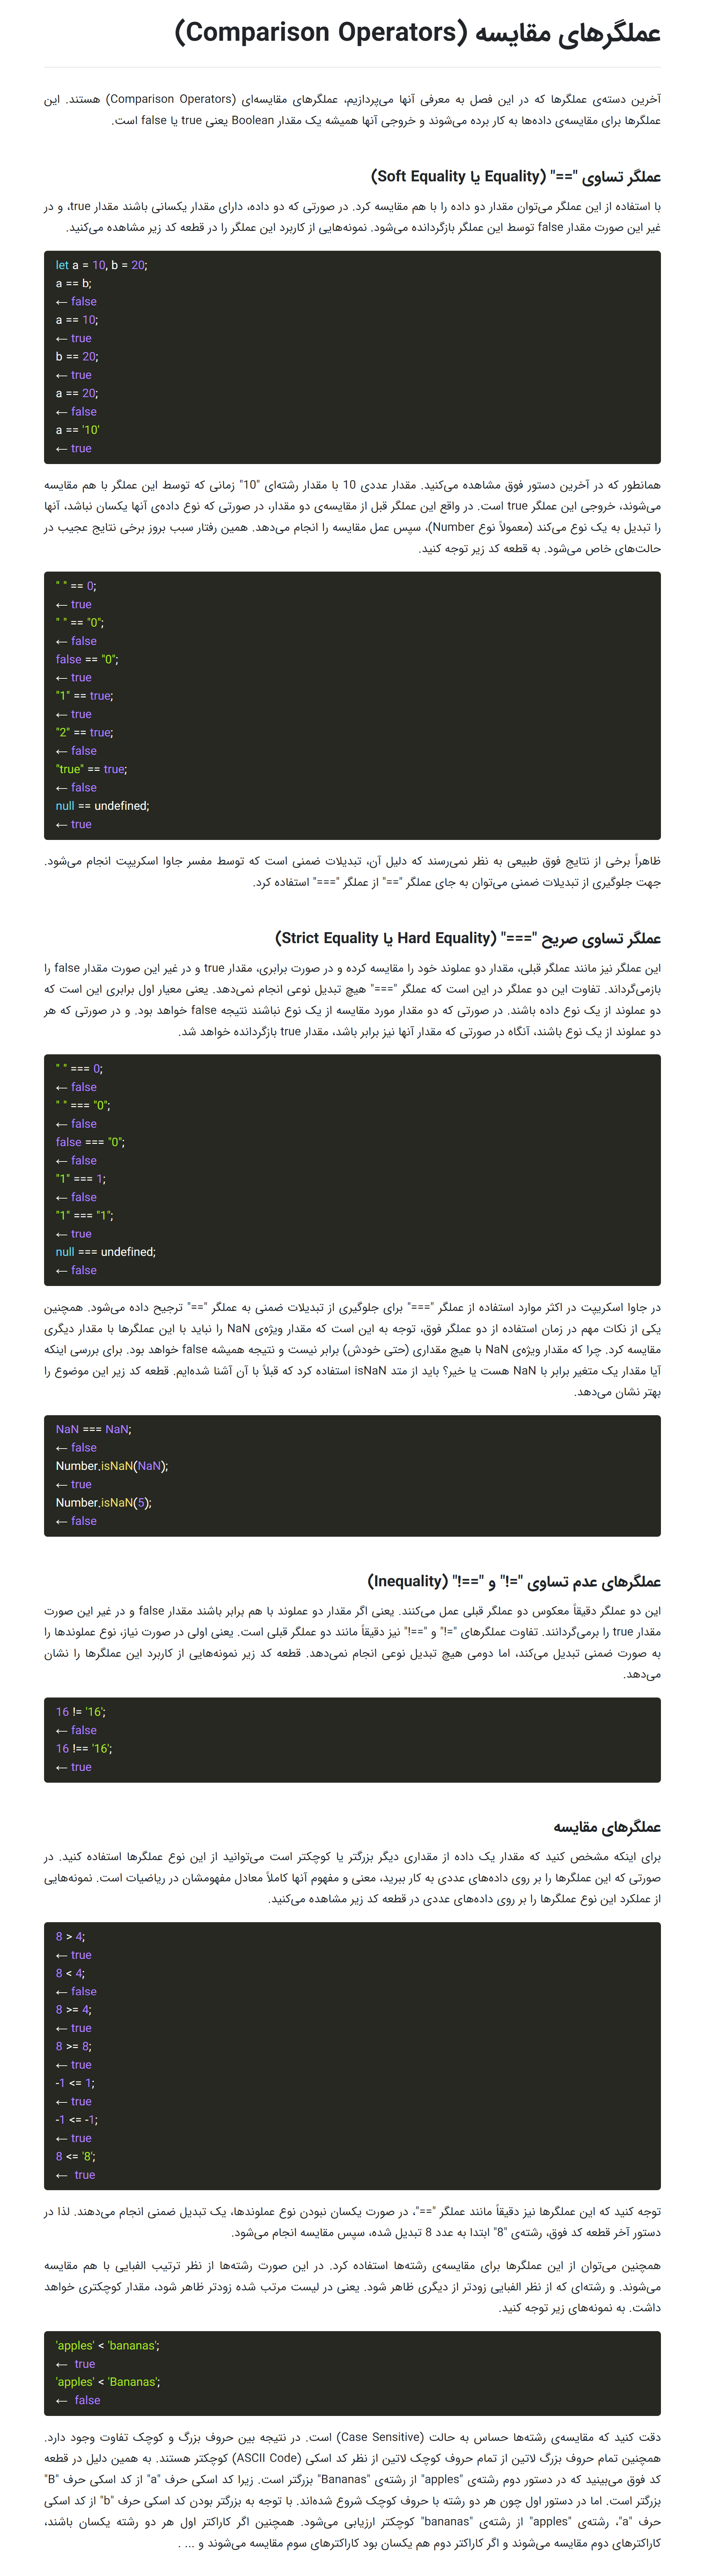 عملگرهای مقایسه (Comparison Operators)
آخرین دسته‌ی عملگرها که در این فصل به معرفی آنها می‌پردازیم، عملگرهای مقایسه‌ای (Comparison Operators) هستند. این
عملگرها برای مقایسه‌ی داده‌ها به کار برده می‌شوند و خروجی آنها همیشه یک مقدار Boolean یعنی true یا false است.
عملگر تساوی "==" (Equality یا Soft Equality)
با استفاده از این عملگر می‌توان مقدار دو داده را با هم مقایسه کرد. در صورتی که دو داده، دارای مقدار یکسانی باشند مقدار true، و در
غیر این صورت مقدار false توسط این عملگر بازگردانده می‌شود. نمونه‌هایی از کاربرد این عملگر را در قطعه کد زیر مشاهده می‌کنید.
let a = 10, b = 20;
a == b;
← false
a == 10;
← true
b == 20;
← true
a == 20;
← false
a == '10'
← true
همانطور که در آخرین دستور فوق مشاهده می‌کنید. مقدار عددی 10 با مقدار رشته‌ای "10" زمانی که توسط این عملگر با هم مقایسه
می‌شوند، خروجی این عملگر true است. در واقع این عملگر قبل از مقایسه‌ی دو مقدار، در صورتی که نوع داده‌ی آنها یکسان نباشد، آنها
را تبدیل به یک نوع می‌کند (معمولاً نوع Number)، سپس عمل مقایسه را انجام می‌دهد. همین رفتار سبب بروز برخی نتایج عجیب در
حالت‌های خاص می‌شود. به قطعه کد زیر توجه کنید.
" " == 0;
← true
" " == "0";
← false
false == "0";
← true
"1" == true;
← true
"2" == true;
← false
"true" == true;
← false
null == undefined;
← true
ظاهراً برخی از نتایج فوق طبیعی به نظر نمی‌رسند که دلیل آن، تبدیلات ضمنی است که توسط مفسر جاوا اسکریپت انجام می‌شود.
جهت جلوگیری از تبدیلات ضمنی می‌توان به جای عملگر "==" از عملگر "===" استفاده کرد.
عملگر تساوی صریح "===" (Hard Equality یا Strict Equality)
این عملگر نیز مانند عملگر قبلی، مقدار دو عملوند خود را مقایسه کرده و در صورت برابری، مقدار true و در غیر این صورت مقدار false را
بازمی‌گرداند. تفاوت این دو عملگر در این است که عملگر "===" هیچ تبدیل نوعی انجام نمی‌دهد. یعنی معیار اول برابری این است که
دو عملوند از یک نوع داده باشند. در صورتی که دو مقدار مورد مقایسه از یک نوع نباشند نتیجه false خواهد بود. و در صورتی که هر
دو عملوند از یک نوع باشند، آنگاه در صورتی که مقدار آنها نیز برابر باشد، مقدار true بازگردانده خواهد شد.
" " === 0;
← false
" " === "0";
← false
false === "0";
← false
"1" === 1;
← false
"1" === "1";
← true
null === undefined;
← false
در جاوا اسکریپت در اکثر موارد استفاده از عملگر "===" برای جلوگیری از تبدیلات ضمنی به عملگر "==" ترجیح داده می‌شود. همچنین
یکی از نکات مهم در زمان استفاده از دو عملگر فوق، توجه به این است که مقدار ویژه‌ی NaN را نباید با این عملگرها با مقدار دیگری
مقایسه کرد. چرا که مقدار ویژه‌ی NaN با هیچ مقداری (حتی خودش) برابر نیست و نتیجه همیشه false خواهد بود. برای بررسی اینکه
آیا مقدار یک متغیر برابر با NaN هست یا خیر؟ باید از متد isNaN استفاده کرد که قبلاً با آن آشنا شده‌ایم. قطعه کد زیر این موضوع را
بهتر نشان می‌دهد.
NaN === NaN;
← false
Number.isNaN(NaN);
← true
Number.isNaN(5);
← false
عملگرهای عدم تساوی "!=" و "!==" (Inequality)
این دو عملگر دقیقاً معکوس دو عملگر قبلی عمل می‌کنند. یعنی اگر مقدار دو عملوند با هم برابر باشند مقدار false و در غیر این صورت
مقدار true را برمی‌گردانند. تفاوت عملگرهای "!=" و "!==" نیز دقیقاً مانند دو عملگر قبلی است. یعنی اولی در صورت نیاز، نوع عملوندها را
به صورت ضمنی تبدیل می‌کند، اما دومی هیچ تبدیل نوعی انجام نمی‌دهد. قطعه کد زیر نمونه‌هایی از کاربرد این عملگرها را نشان
می‌دهد.
16 != '16';
← false
16 !== '16';
← true
عملگرهای مقایسه
برای اینکه مشخص کنید که مقدار یک داده از مقداری دیگر بزرگتر یا کوچکتر است می‌توانید از این نوع عملگرها استفاده کنید. در
صورتی که این عملگرها را بر روی داده‌های عددی به کار ببرید، معنی و مفهوم آنها کاملاً معادل مفهومشان در ریاضیات است. نمونه‌هایی
از عملکرد این نوع عملگرها را بر روی داده‌های عددی در قطعه کد زیر مشاهده می‌کنید.
8 > 4;
← true
8 < 4;
← false
8 >= 4;
← true
8 >= 8;
← true
-1 <= 1;
← true
-1 <= -1;
← true
8 <= '8';
← true
توجه کنید که این عملگرها نیز دقیقاً مانند عملگر "=="، در صورت یکسان نبودن نوع عملوندها، یک تبدیل ضمنی انجام می‌دهند. لذا در
دستور آخر قطعه کد فوق، رشته‌ی "8" ابتدا به عدد 8 تبدیل شده، سپس مقایسه انجام می‌شود.
همچنین می‌توان از این عملگرها برای مقایسه‌ی رشته‌ها استفاده کرد. در این صورت رشته‌ها از نظر ترتیب الفبایی با هم مقایسه
می‌شوند. و رشته‌ای که از نظر الفبایی زودتر از دیگری ظاهر شود. یعنی در لیست مرتب شده زودتر ظاهر شود، مقدار کوچکتری خواهد
داشت. به نمونه‌های زیر توجه کنید.
'apples' < 'bananas';
← true
'apples' < 'Bananas';
← false
دقت کنید که مقایسه‌ی رشته‌ها حساس به حالت (Case Sensitive) است. در نتیجه بین حروف بزرگ و کوچک تفاوت وجود دارد.
همچنین تمام حروف بزرگ لاتین از تمام حروف کوچک لاتین از نظر کد اسکی (ASCII Code) کوچکتر هستند. به همین دلیل در قطعه
کد فوق می‌بینید که در دستور دوم رشته‌ی "apples" از رشته‌ی "Bananas" بزرگتر است. زیرا کد اسکی حرف "a" از کد اسکی حرف "B"
بزرگتر است. اما در دستور اول چون هر دو رشته با حروف کوچک شروع شده‌اند. با توجه به بزرگتر بودن کد اسکی حرف "b" از کد اسکی
حرف "a"، رشته‌ی "apples" از رشته‌ی "bananas" کوچکتر ارزیابی می‌شود. همچنین اگر کاراکتر اول هر دو رشته یکسان باشند،
کاراکترهای دوم مقایسه می‌شوند و اگر کاراکتر دوم هم یکسان بود کاراکترهای سوم مقایسه می‌شوند و ... .